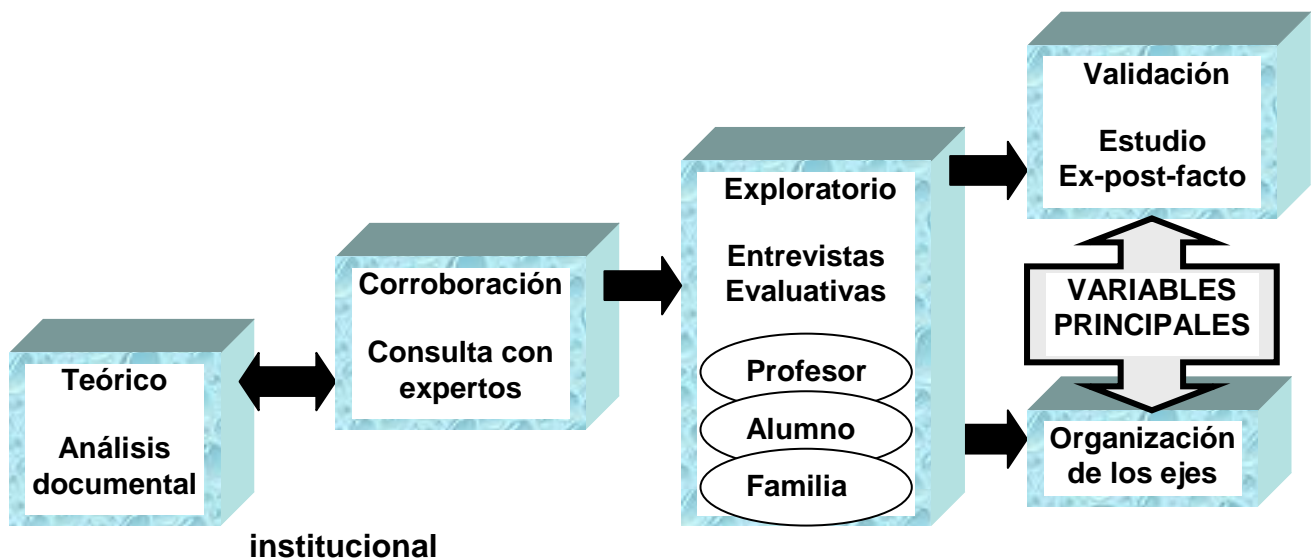 Teórico
Análisis
documental
institucional
Corroboración
Consulta con
expertos
Exploratorio
Entrevistas
Evaluativas
Profesor
Alumno
Familia
Validación
Estudio
Ex-post-facto
VARIABLES
PRINCIPALES
Organización
de los ejes